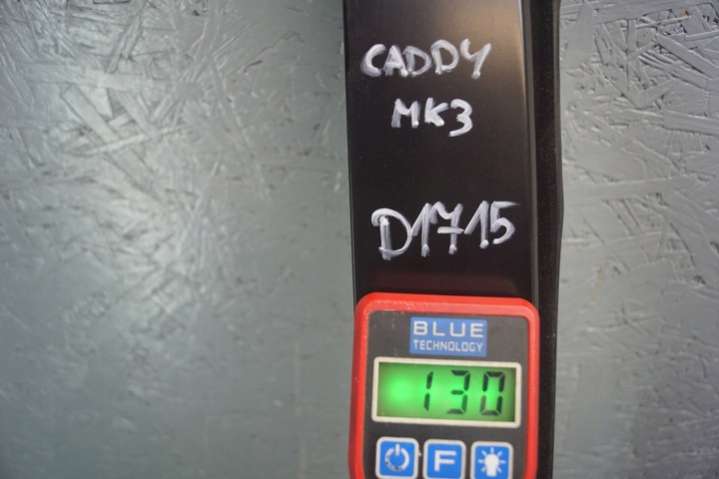 CADDY
MK3
D1715
BLUE
TECHNOLOGY
130
F